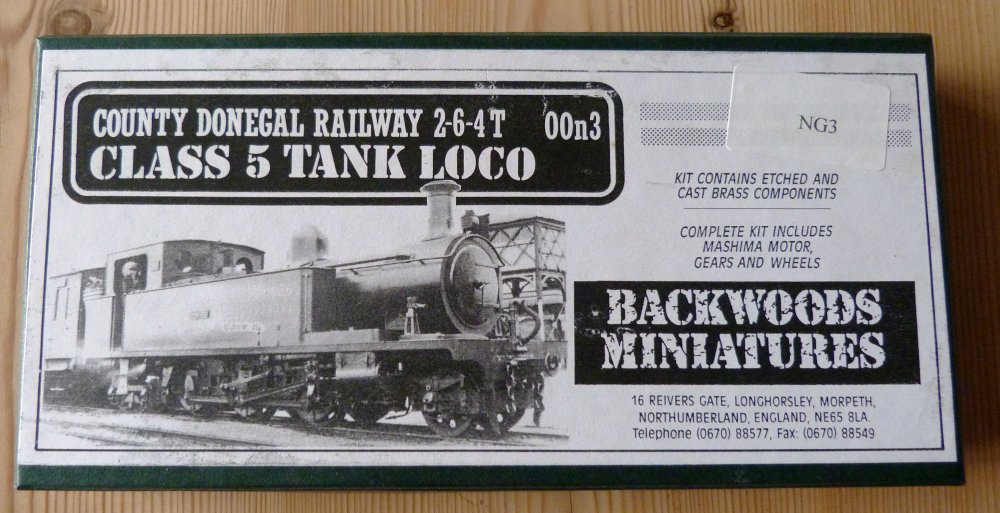 COUNTY DONEGAL RAILWAY 2-6-4T 00n3
CLASS 5 TANK LOCO
NG3
KIT CONTAINS ETCHED AND
CAST BRASS COMPONENTS
COMPLETE KIT INCLUDES
MASHIMA MOTOR,
GEARS AND WHEELS
BACKWOODS
MINIATURES
16 REIVERS GATE, LONGHORSLEY, MORPETH,
NORTHUMBERLAND, ENGLAND, NE65 8LA.
Telephone (0670) 88577, Fax: (0670) 88549